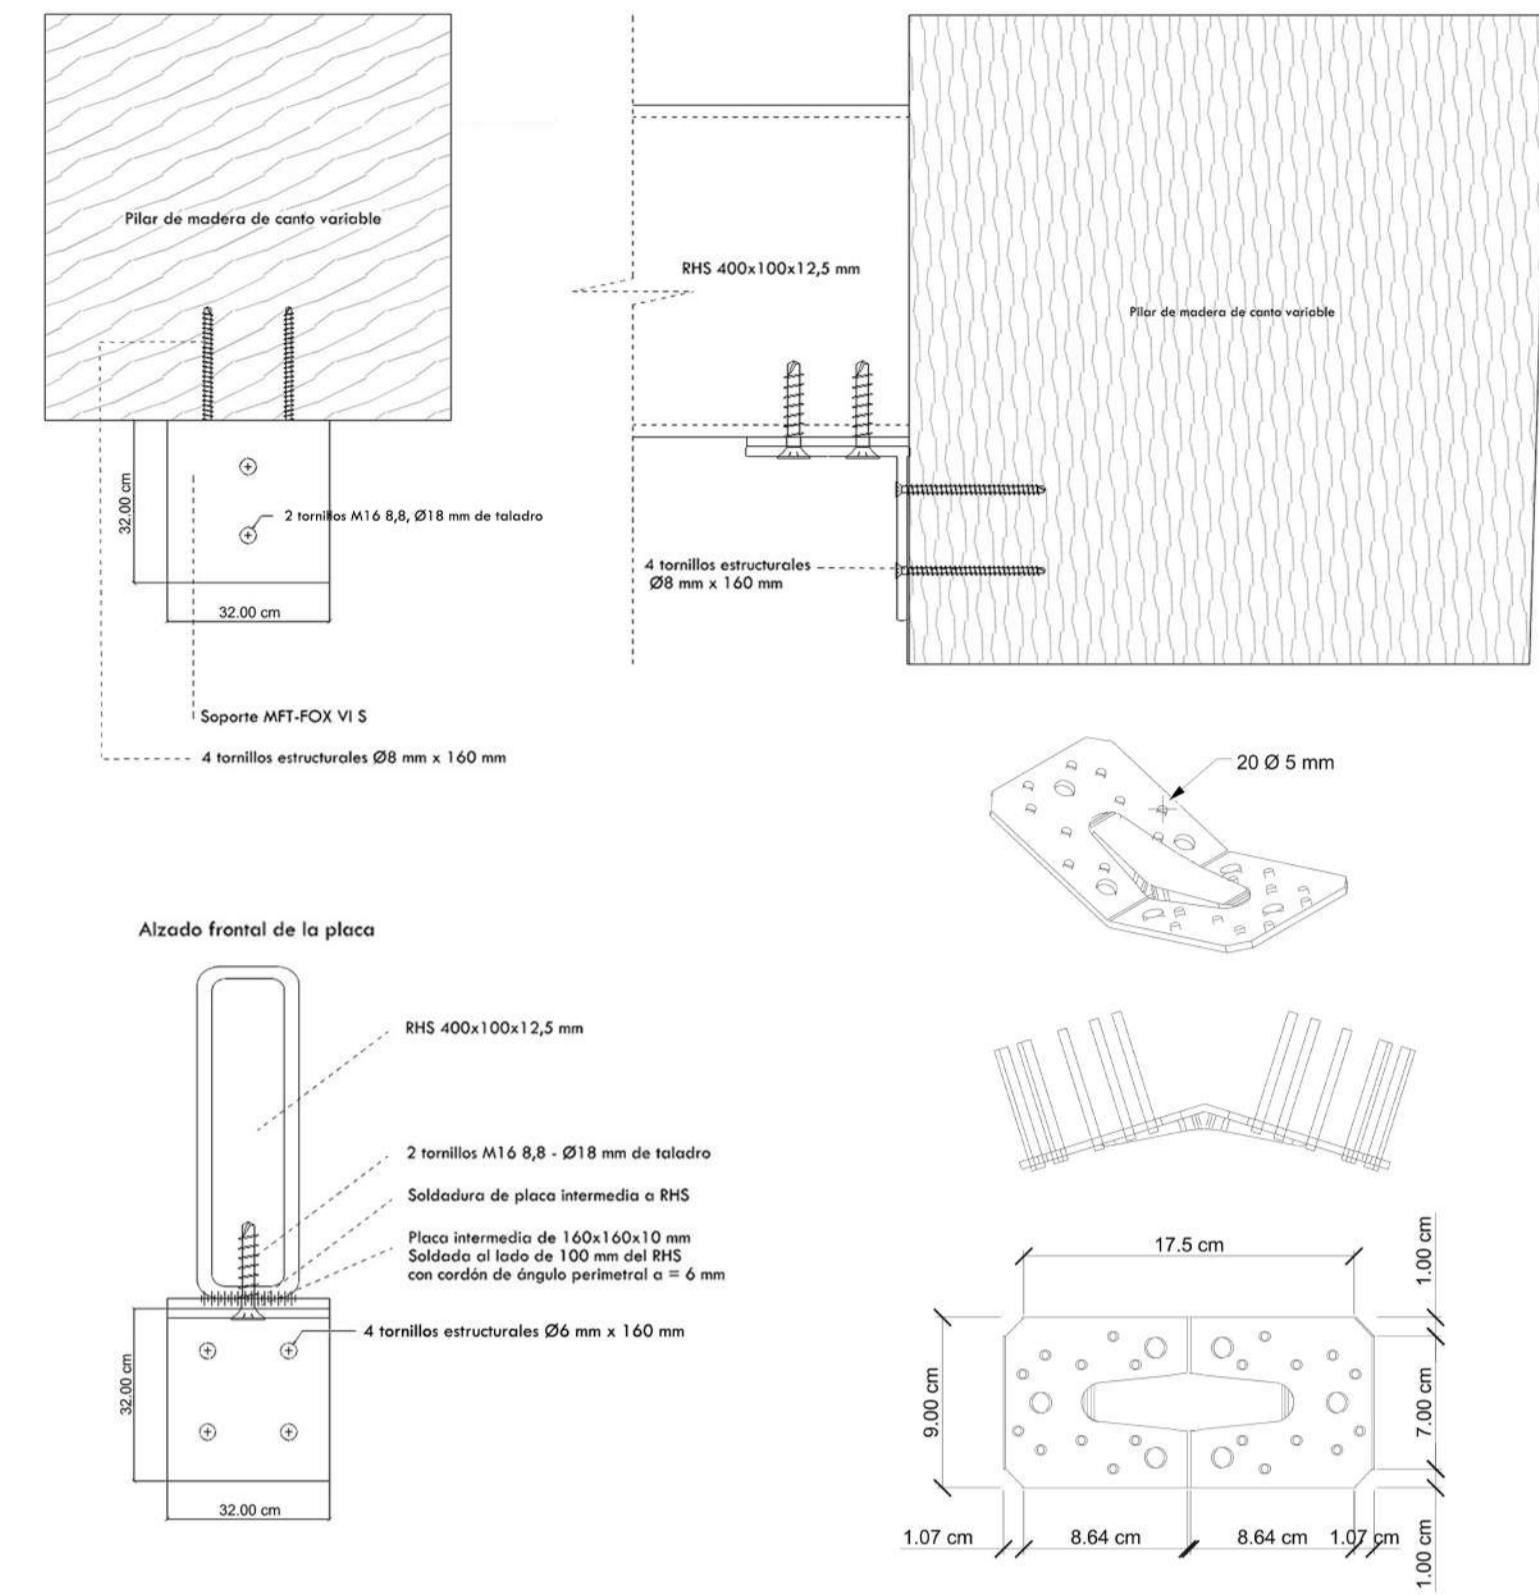 Pilar de madera de canto variable
32.00 cm
2 tornillos M16 8,8, Ø18 mm de taladro
32.00 cm
Soporte MFT-FOX VI S
4 tornillos estructurales Ø8 mm x 160 mm
RHS 400x100x12,5 mm
Pilar de madera de canto variable
4 tornillos estructurales
Ø8 mm x 160 mm
20 Ø 5 mm
Alzado frontal de la placa
RHS 400x100x12,5 mm
2 tornillos M16 8,8 - Ø18 mm de taladro
Soldadura de placa intermedia a RHS
Placa intermedia de 160x160x10 mm
Soldada al lado de 100 mm del RHS
con cordón de ángulo perimetral a = 6 mm
4 tornillos estructurales Ø6 mm x 160 mm
32.00 cm
32.00 cm
17.5 cm
1.00 cm
9.00 cm
7.00 cm
1.07 cm
8.64 cm
8.64 cm
1.07 cm
1.00 cm